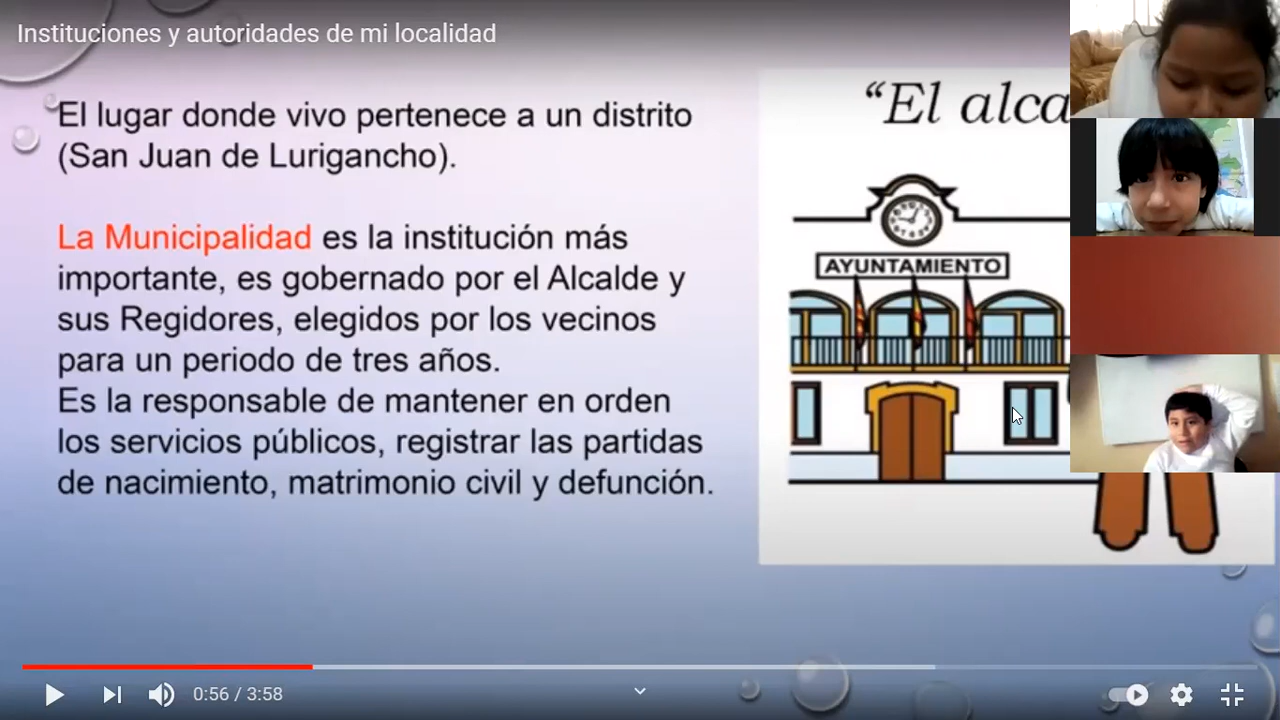 Instituciones y autoridades de mi localidad
El lugar donde vivo pertenece a un distrito
(San Juan de Lurigancho).
La Municipalidad es la institución más
importante, es gobernado por el Alcalde y
sus Regidores, elegidos por los vecinos
para un periodo de tres años.
Es la responsable de mantener en orden
los servicios públicos, registrar las partidas
de nacimiento, matrimonio civil y defunción.
“El alca
AYUNTAMIENTO
0:56 / 3:58